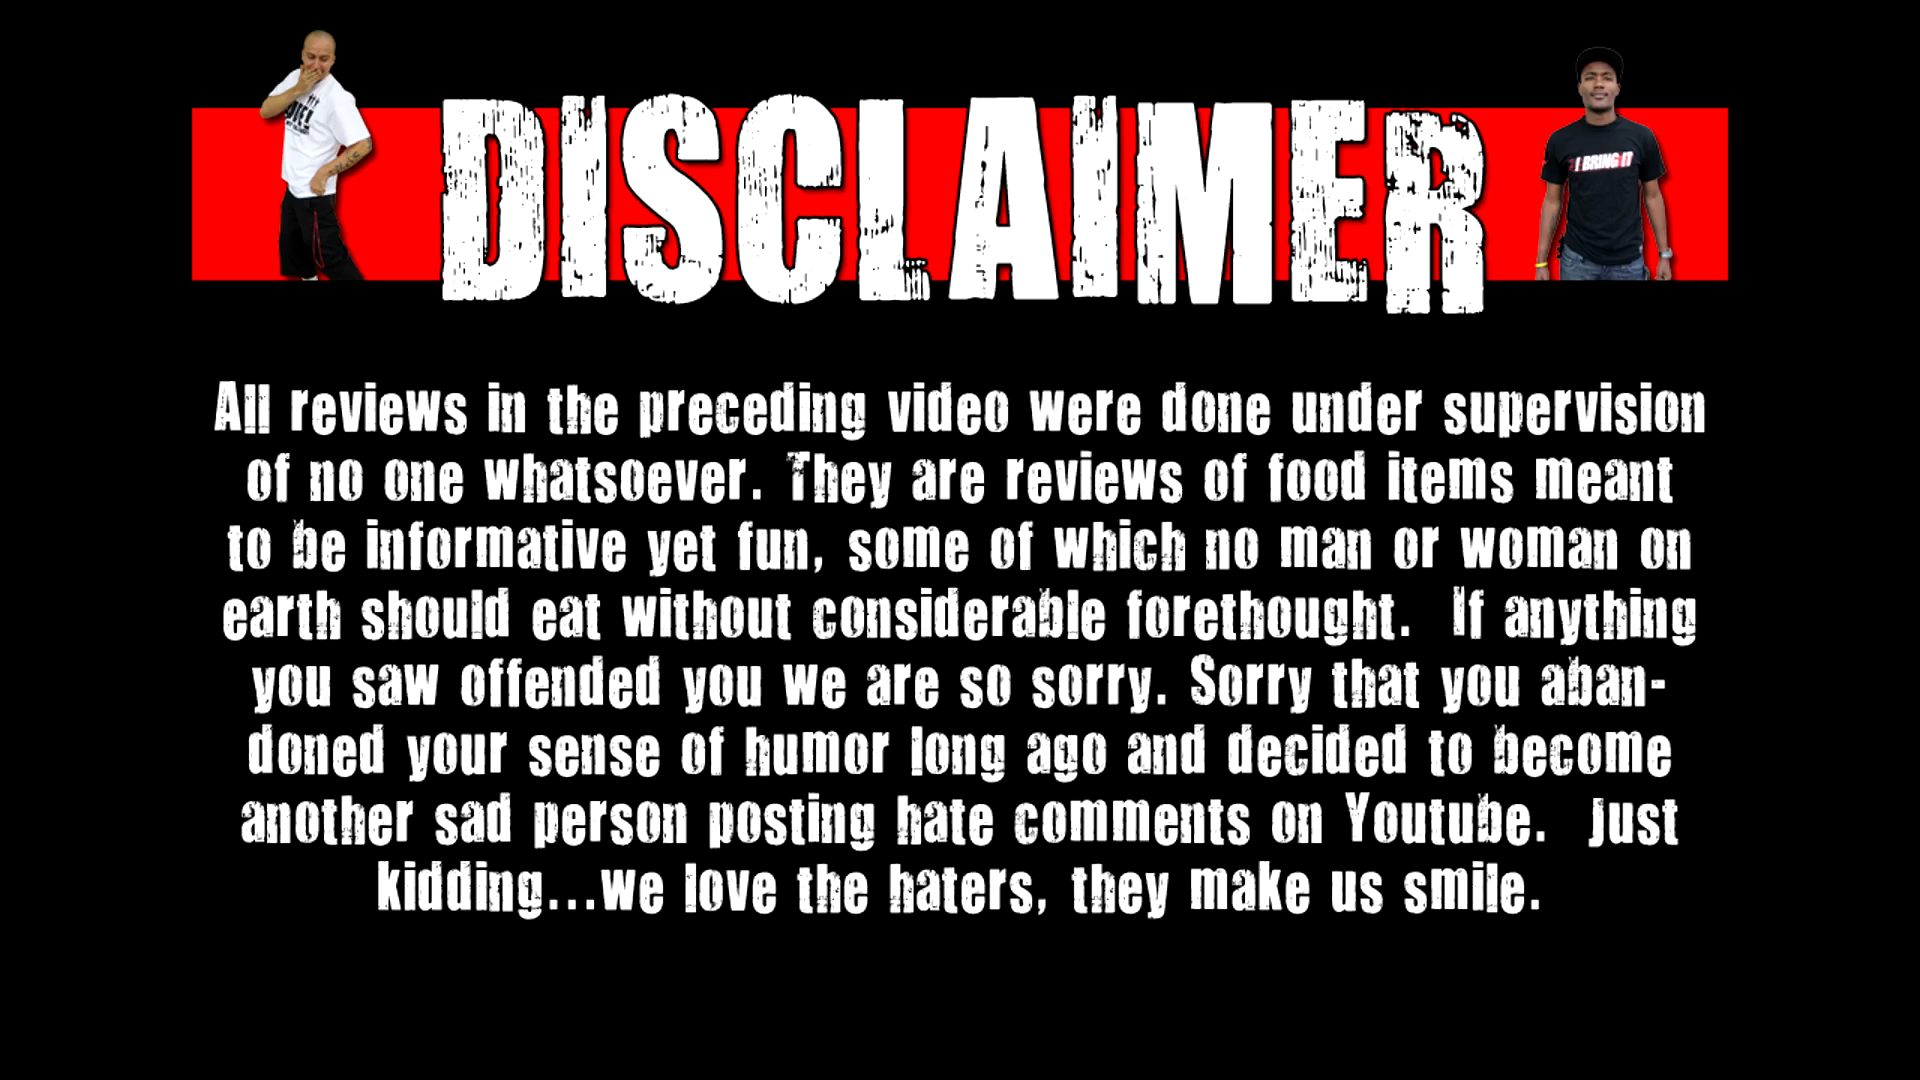 DISCLAIMER
I BRING IT
All reviews in the preceding video were done under supervision
of no one whatsoever. They are reviews of food items meant
to be informative yet fun, some of which no man or woman on
earth should eat without considerable forethought.  If anything
you saw offended you we are so sorry. Sorry that you aban-
doned your sense of humor long ago and decided to become
another sad person posting hate comments on Youtube.  Just
kidding...we love the haters, they make us smile.